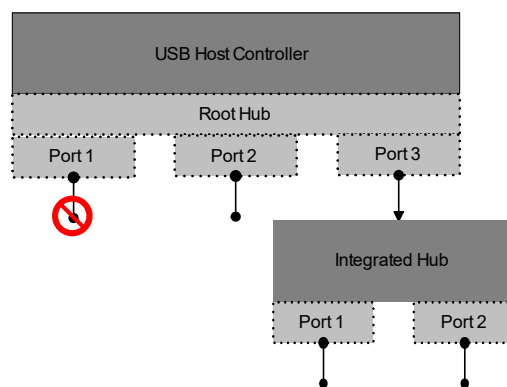 USB Host Controller
Root Hub
Port 1
Port 2
Port 3
Integrated Hub
Port 1
Port 2